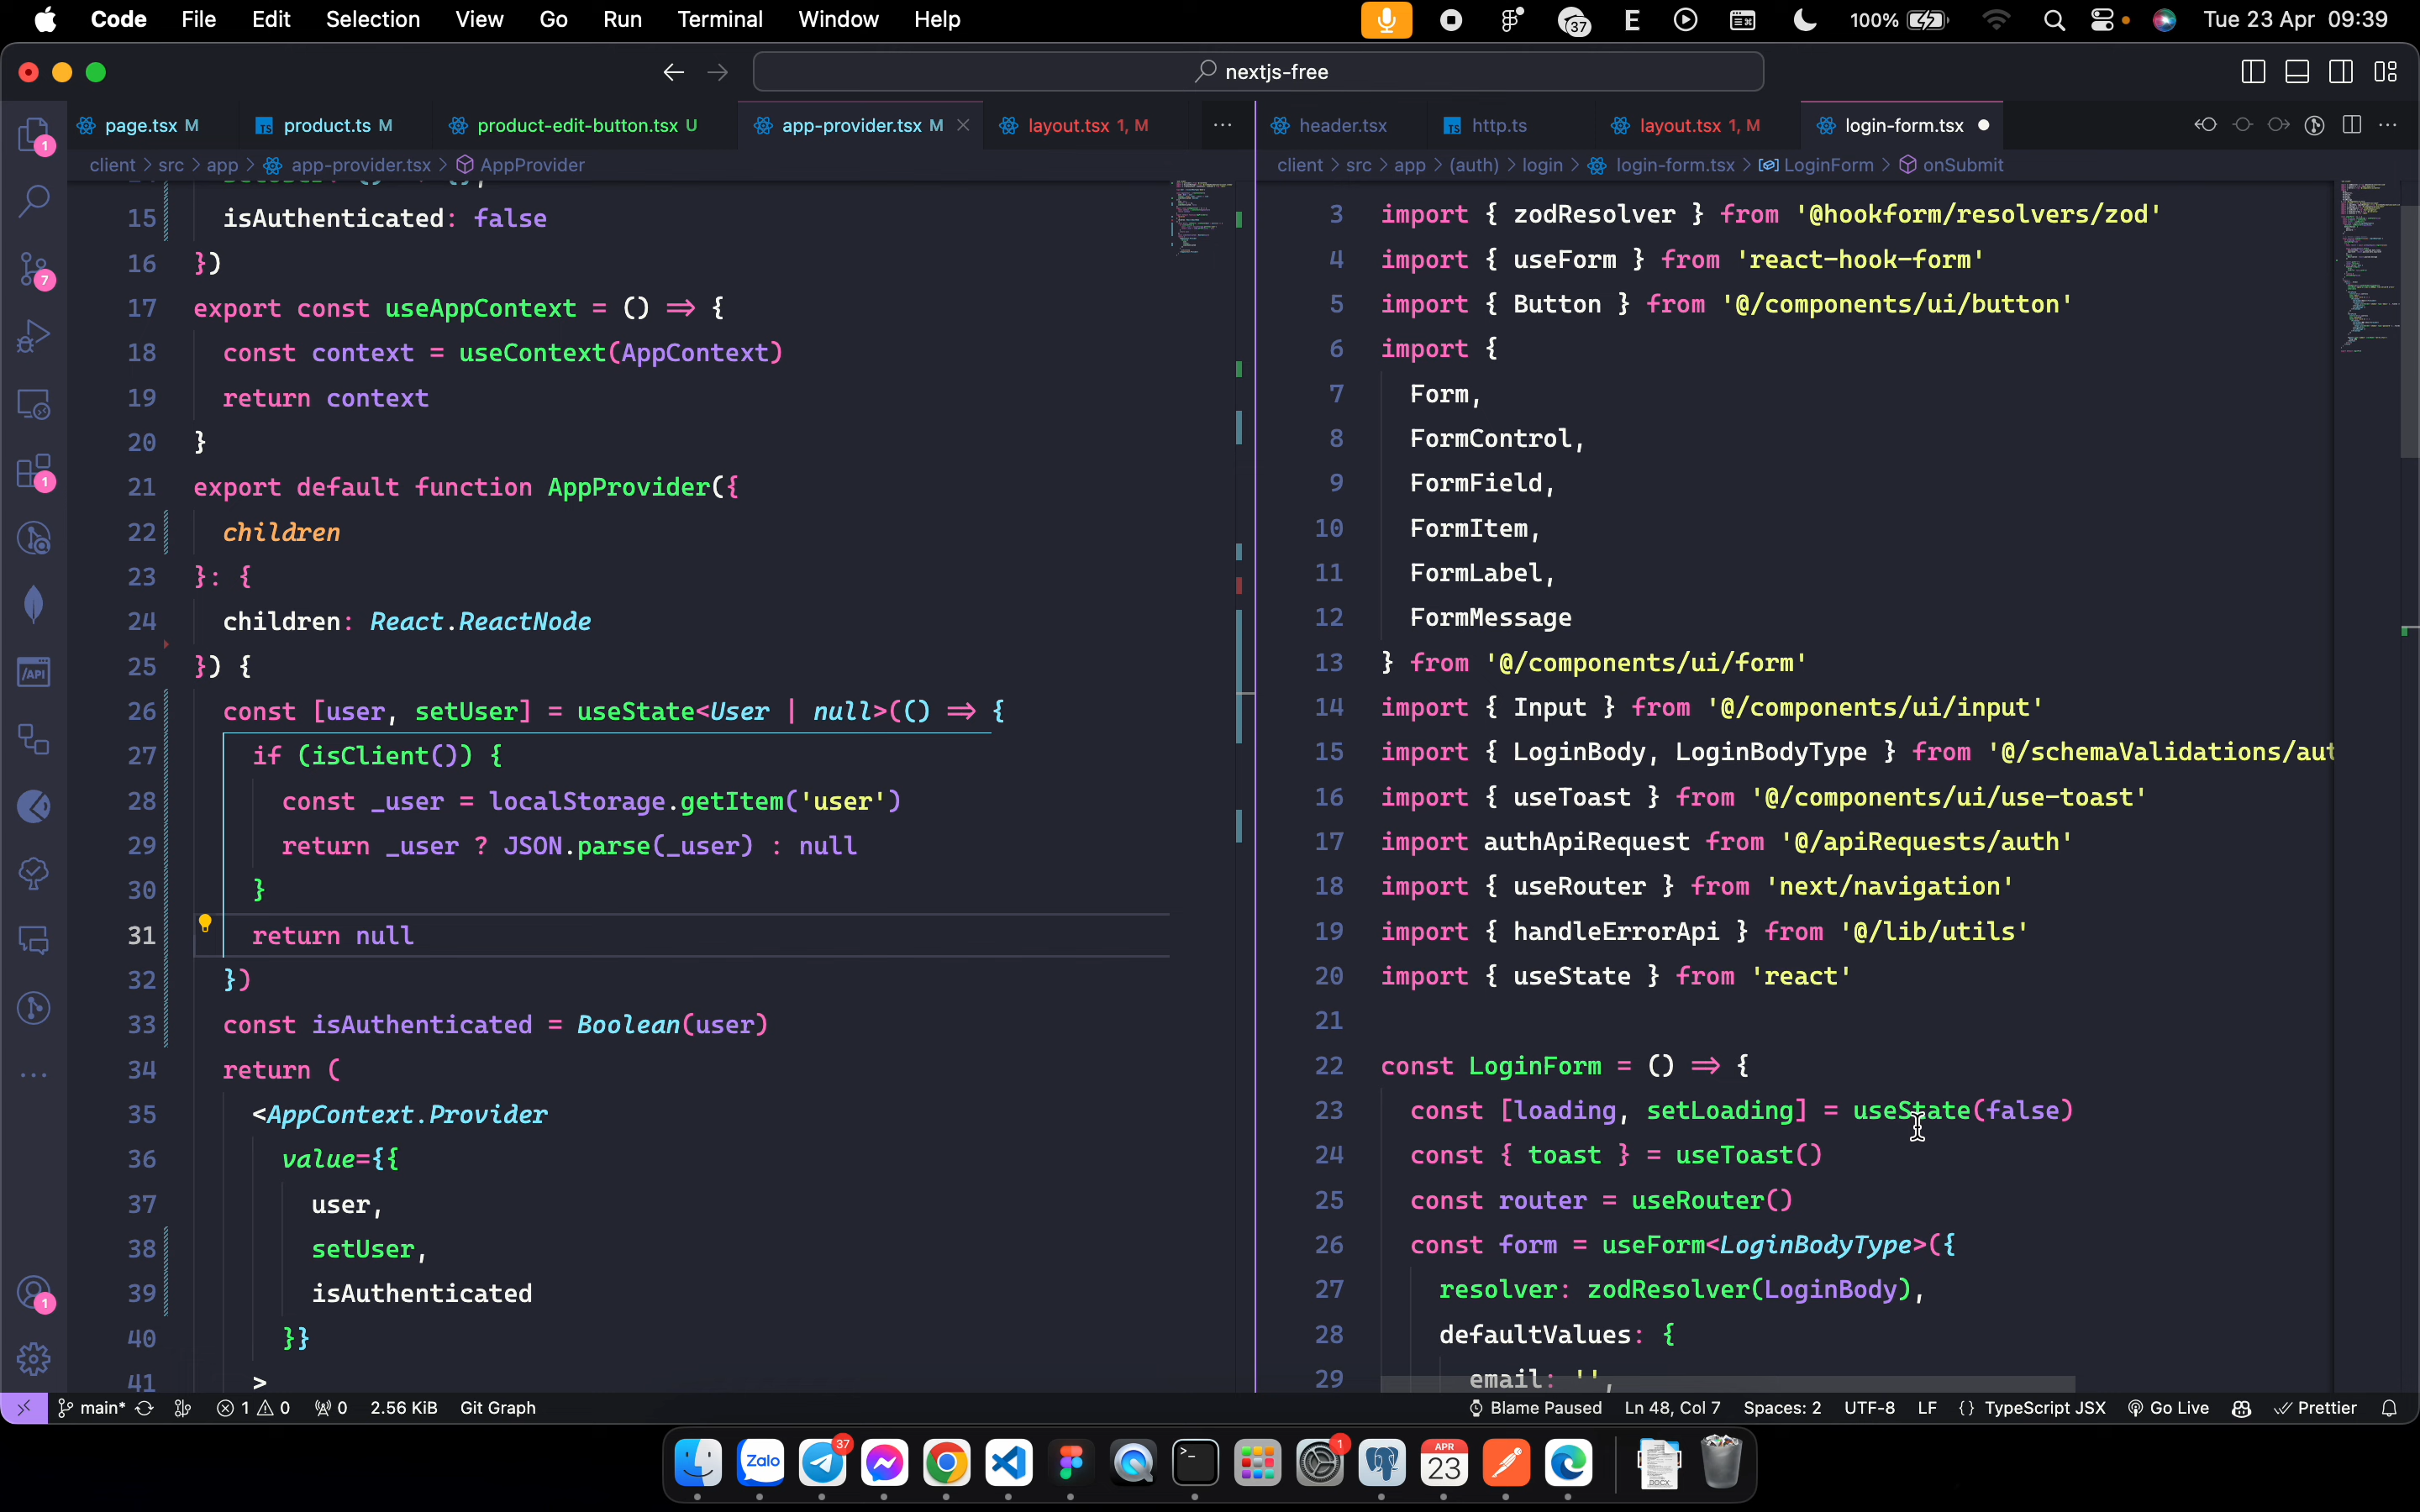 Code File Edit Selection View Go Run Terminal Window Help 37 E 100% Tue 23 Apr 09:39
nextjs-free
page.tsx M product.ts M product-edit-button.tsx U app-provider.tsx M layout.tsx 1, M ···
client > src > app > app-provider.tsx > AppProvider
15 isAuthenticated: false
16 })
17 export const useAppContext = () => {
18 const context = useContext(AppContext)
19 return context
20 }
21 export default function AppProvider({
22 children
23 }: {
24 children: React.ReactNode
25 }) {
26 const [user, setUser] = useState<User | null>(() => {
27 if (isClient()) {
28 const _user = localStorage.getItem('user')
29 return _user ? JSON.parse(_user) : null
30 }
31 return null
32 })
33 const isAuthenticated = Boolean(user)
34 return (
35 <AppContext.Provider
36 value={{
37 user,
38 setUser,
39 isAuthenticated
40 }}
41 >
header.tsx http.ts layout.tsx 1, M login-form.tsx
client > src > app > (auth) > login > login-form.tsx > LoginForm > onSubmit
3 import { zodResolver } from '@hookform/resolvers/zod'
4 import { useForm } from 'react-hook-form'
5 import { Button } from '@/components/ui/button'
6 import {
7 Form,
8 FormControl,
9 FormField,
10 FormItem,
11 FormLabel,
12 FormMessage
13 } from '@/components/ui/form'
14 import { Input } from '@/components/ui/input'
15 import { LoginBody, LoginBodyType } from '@/schemaValidations/aut
16 import { useToast } from '@/components/ui/use-toast'
17 import authApiRequest from '@/apiRequests/auth'
18 import { useRouter } from 'next/navigation'
19 import { handleErrorApi } from '@/lib/utils'
20 import { useState } from 'react'
21
22 const LoginForm = () => {
23 const [loading, setLoading] = useState(false)
24 const { toast } = useToast()
25 const router = useRouter()
26 const form = useForm<LoginBodyType>({
27 resolver: zodResolver(LoginBody),
28 defaultValues: {
29 email: '',
1
7
1
/API
1
main* 1 0 0 2.56 KiB Git Graph Blame Paused Ln 48, Col 7 Spaces: 2 UTF-8 LF {} TypeScript JSX Go Live Prettier
Zalo 37 >_ 1 APR 23 DOCX